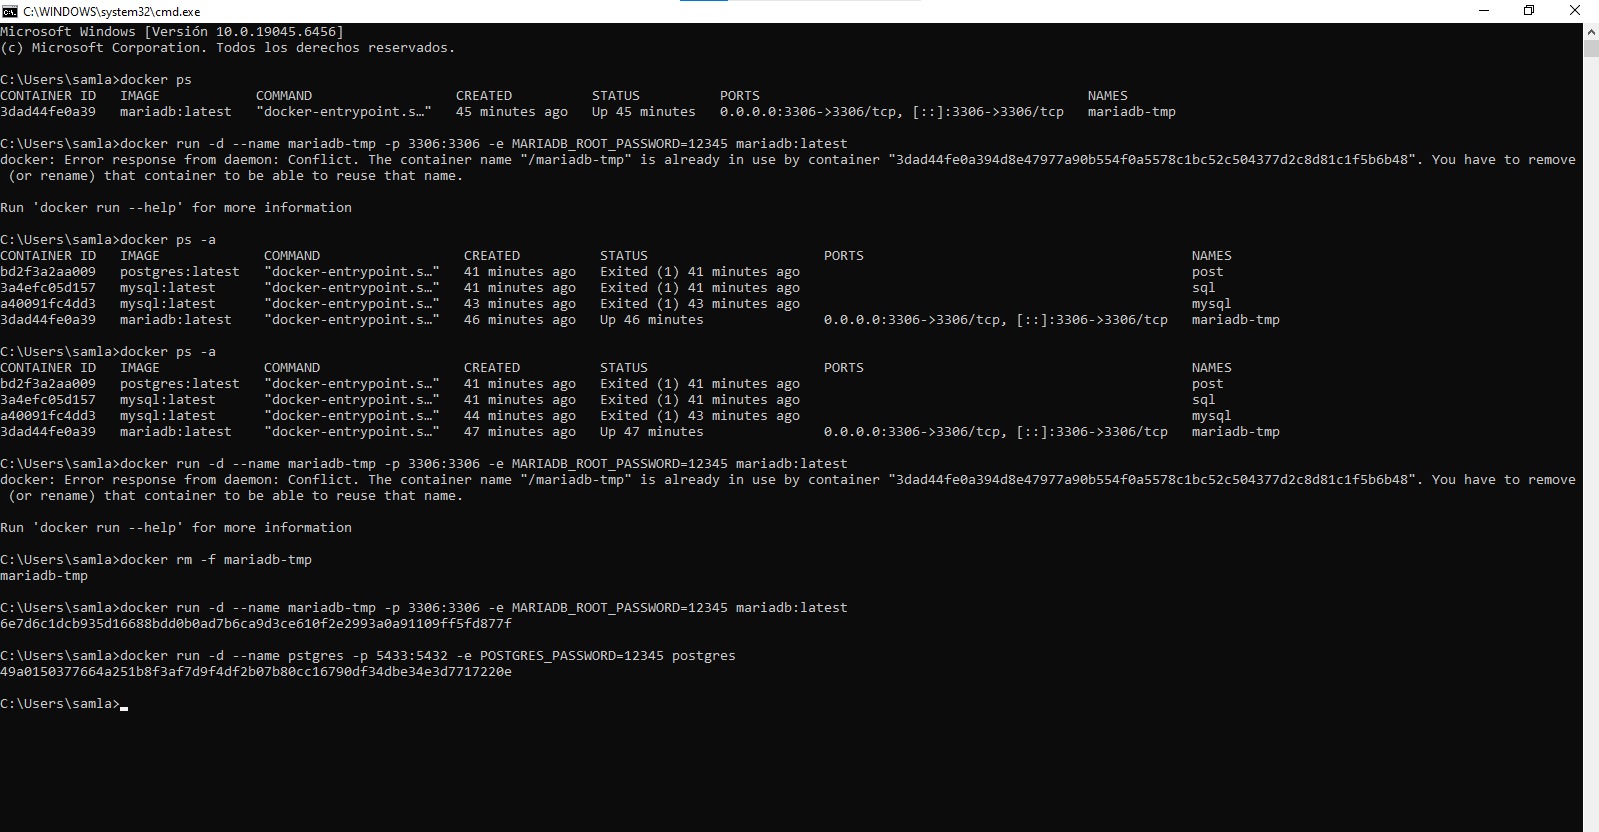 C:\WINDOWS\system32\cmd.exe
Microsoft Windows [Versión 10.0.19045.6456]
(c) Microsoft Corporation. Todos los derechos reservados.
C:\Users\samla>docker ps
CONTAINER ID   IMAGE            COMMAND                  CREATED          STATUS          PORTS                                         NAMES
3dad44fe0a39   mariadb:latest   "docker-entrypoint.s…"   45 minutes ago   Up 45 minutes   0.0.0.0:3306->3306/tcp, [::]:3306->3306/tcp   mariadb-tmp
C:\Users\samla>docker run -d --name mariadb-tmp -p 3306:3306 -e MARIADB_ROOT_PASSWORD=12345 mariadb:latest
docker: Error response from daemon: Conflict. The container name "/mariadb-tmp" is already in use by container "3dad44fe0a394d8e47977a90b554f0a5578c1bc52c504377d2c8d81c1f5b6b48". You have to remove
(or rename) that container to be able to reuse that name.
Run 'docker run --help' for more information
C:\Users\samla>docker ps -a
CONTAINER ID   IMAGE             COMMAND                  CREATED          STATUS                      PORTS                                         NAMES
bd2f3a2aa009   postgres:latest   "docker-entrypoint.s…"   41 minutes ago   Exited (1) 41 minutes ago                                                 post
3a4efc05d157   mysql:latest      "docker-entrypoint.s…"   41 minutes ago   Exited (1) 41 minutes ago                                                 sql
a40091fc4dd3   mysql:latest      "docker-entrypoint.s…"   43 minutes ago   Exited (1) 43 minutes ago                                                 mysql
3dad44fe0a39   mariadb:latest    "docker-entrypoint.s…"   46 minutes ago   Up 46 minutes               0.0.0.0:3306->3306/tcp, [::]:3306->3306/tcp   mariadb-tmp
C:\Users\samla>docker ps -a
CONTAINER ID   IMAGE             COMMAND                  CREATED          STATUS                      PORTS                                         NAMES
bd2f3a2aa009   postgres:latest   "docker-entrypoint.s…"   41 minutes ago   Exited (1) 41 minutes ago                                                 post
3a4efc05d157   mysql:latest      "docker-entrypoint.s…"   41 minutes ago   Exited (1) 41 minutes ago                                                 sql
a40091fc4dd3   mysql:latest      "docker-entrypoint.s…"   44 minutes ago   Exited (1) 43 minutes ago                                                 mysql
3dad44fe0a39   mariadb:latest    "docker-entrypoint.s…"   47 minutes ago   Up 47 minutes               0.0.0.0:3306->3306/tcp, [::]:3306->3306/tcp   mariadb-tmp
C:\Users\samla>docker run -d --name mariadb-tmp -p 3306:3306 -e MARIADB_ROOT_PASSWORD=12345 mariadb:latest
docker: Error response from daemon: Conflict. The container name "/mariadb-tmp" is already in use by container "3dad44fe0a394d8e47977a90b554f0a5578c1bc52c504377d2c8d81c1f5b6b48". You have to remove
(or rename) that container to be able to reuse that name.
Run 'docker run --help' for more information
C:\Users\samla>docker rm -f mariadb-tmp
mariadb-tmp
C:\Users\samla>docker run -d --name mariadb-tmp -p 3306:3306 -e MARIADB_ROOT_PASSWORD=12345 mariadb:latest
6e7d6c1dcb935d16688bdd0b0ad7b6ca9d3ce610f2e2993a0a91109ff5fd877f
C:\Users\samla>docker run -d --name pstgres -p 5433:5432 -e POSTGRES_PASSWORD=12345 postgres
49a0150377664a251b8f3af7d9f4df2b07b80cc16790df34dbe34e3d7717220e
C:\Users\samla>